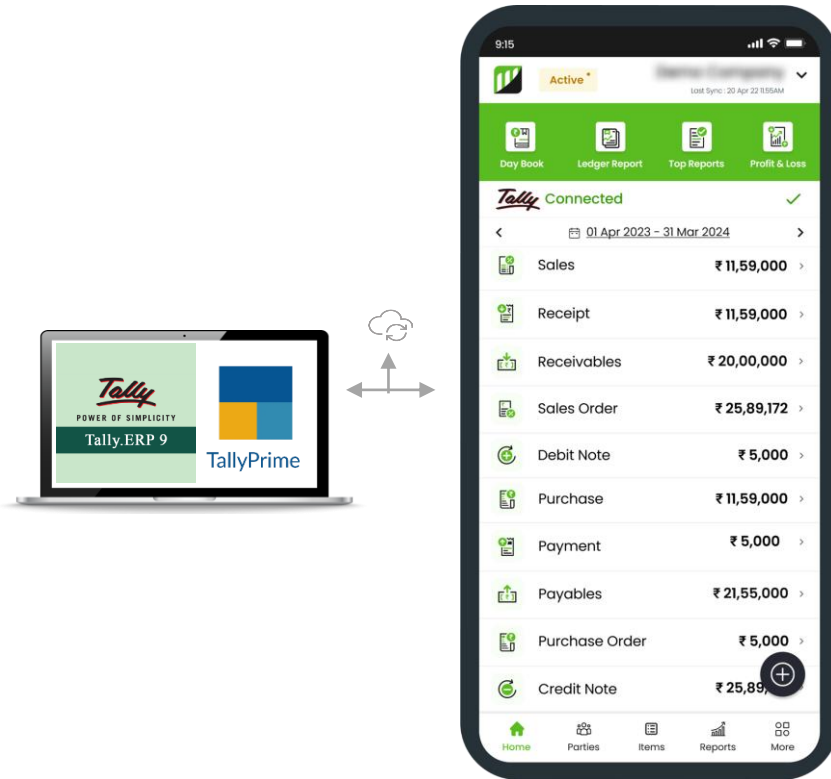 Tally
POWER OF SIMPLICITY
Tally.ERP 9
TallyPrime
9:15
Active
Last Sync : 20 Apr 22 11:55AM
Day Book
Ledger Report
Top Reports
Profit & Loss
Tally Connected
01 Apr 2023 - 31 Mar 2024
Sales ₹ 11,59,000
Receipt ₹ 11,59,000
Receivables ₹ 20,00,000
Sales Order ₹ 25,89,172
Debit Note ₹ 5,000
Purchase ₹ 11,59,000
Payment ₹ 5,000
Payables ₹ 21,55,000
Purchase Order ₹ 5,000
Credit Note ₹ 25,89,
Home
Parties
Items
Reports
More